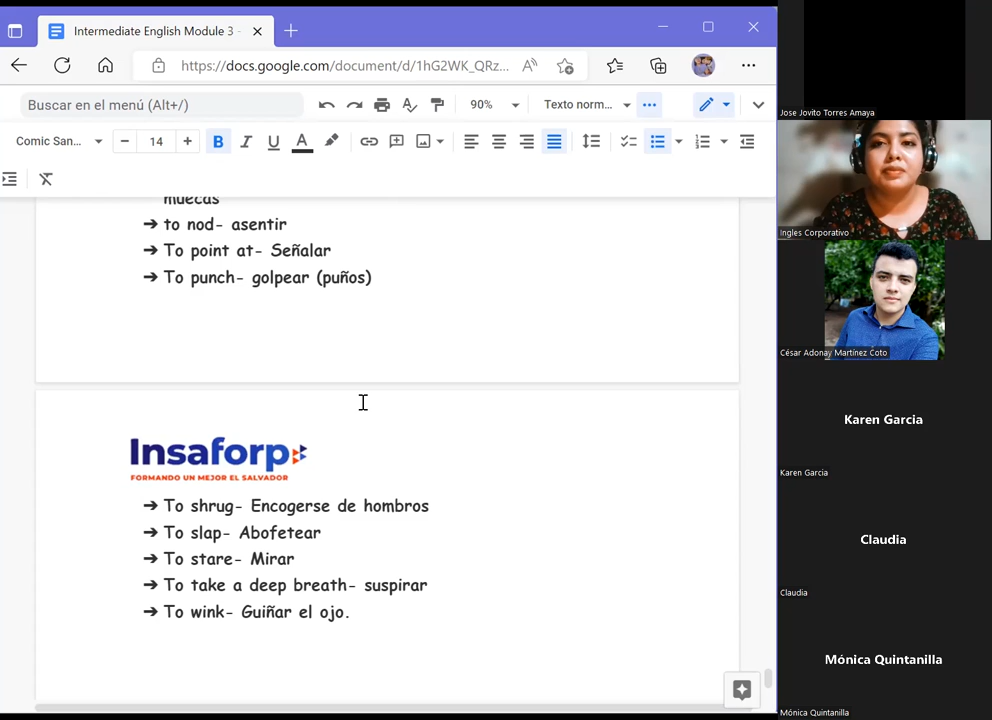 Intermediate English Module 3 -
https://docs.google.com/document/d/1hG2WK_QRz...
Buscar en el menú (Alt+/)
90%
Texto norm...
Comic San...
14
muecas
➔ to nod- asentir
➔ To point at- Señalar
➔ To punch- golpear (puños)
Insaforp
FORMANDO UN MEJOR EL SALVADOR
➔ To shrug- Encogerse de hombros
➔ To slap- Abofetear
➔ To stare- Mirar
➔ To take a deep breath- suspirar
➔ To wink- Guiñar el ojo.
Jose Jovito Torres Amaya
Ingles Corporativo
César Adonay Martínez Coto
Karen Garcia
Karen Garcia
Claudia
Claudia
Mónica Quintanilla
Mónica Quintanilla